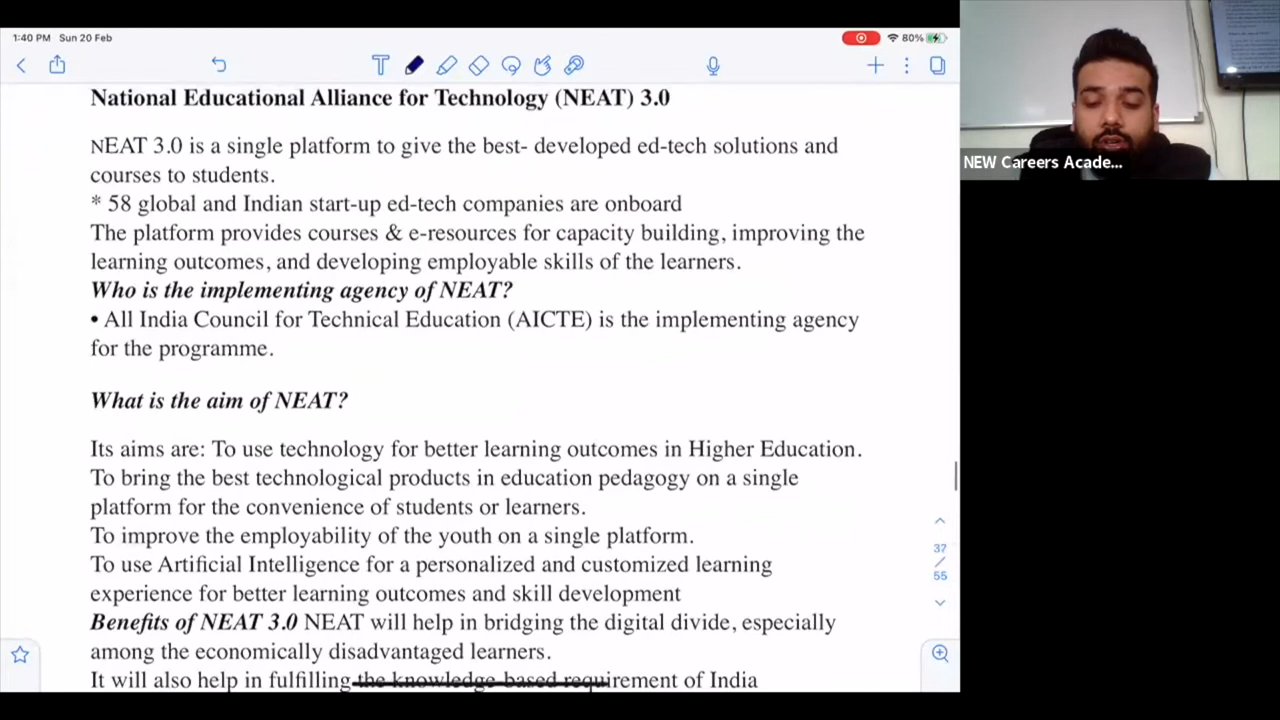 1:40 PM Sun 20 Feb
80%
National Educational Alliance for Technology (NEAT) 3.0
NEAT 3.0 is a single platform to give the best- developed ed-tech solutions and
courses to students.
* 58 global and Indian start-up ed-tech companies are onboard
The platform provides courses & e-resources for capacity building, improving the
learning outcomes, and developing employable skills of the learners.
Who is the implementing agency of NEAT?
• All India Council for Technical Education (AICTE) is the implementing agency
for the programme.
What is the aim of NEAT?
Its aims are: To use technology for better learning outcomes in Higher Education.
To bring the best technological products in education pedagogy on a single
platform for the convenience of students or learners.
To improve the employability of the youth on a single platform.
To use Artificial Intelligence for a personalized and customized learning
experience for better learning outcomes and skill development
Benefits of NEAT 3.0 NEAT will help in bridging the digital divide, especially
among the economically disadvantaged learners.
It will also help in fulfilling the knowledge-based requirement of India
37
/
55
NEW Careers Acade...